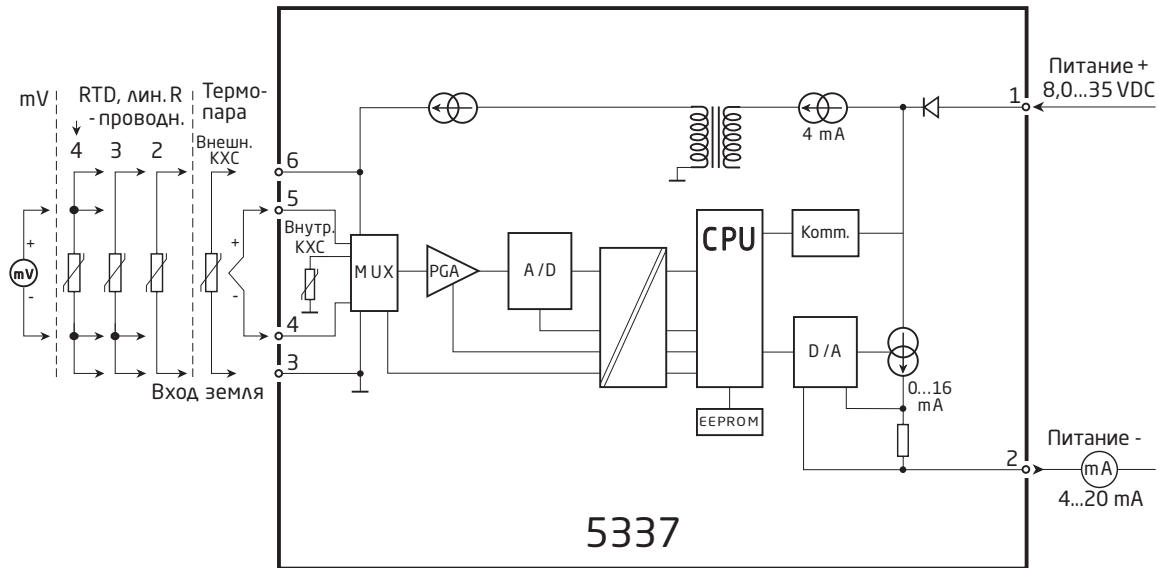 mV
RTD, лин. R
- проводн.
4 3 2
Термо-
пара
Внешн.
КХС
+
-
mV
+
-
Вход земля
6
5
4
3
Внутр.
КХС
MUX
PGA
A/D
CPU
EEPROM
Komm.
D/A
4 mA
0...16
mA
1
2
Питание +
8,0...35 VDC
Питание -
mA
4...20 mA
5337